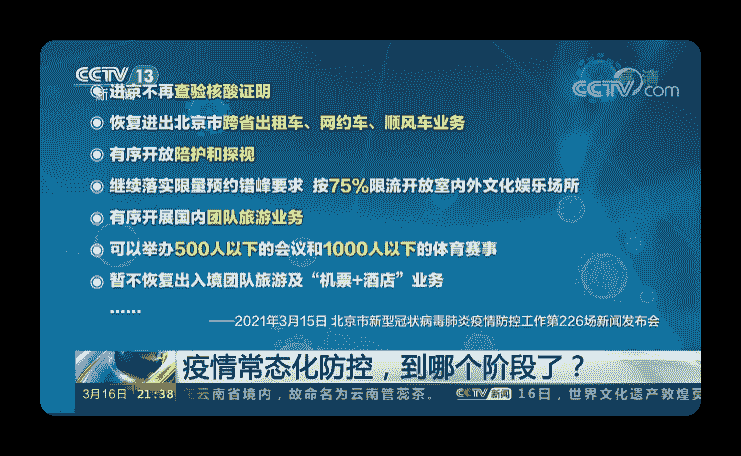 CCTV 13
新
CCTV com
进京不再查验核酸证明
恢复进出北京市跨省出租车、网约车、顺风车业务
有序开放陪护和探视
继续落实限量预约错峰要求 按75%限流开放室内外文化娱乐场所
有序开展国内团队旅游业务
可以举办500人以下的会议和1000人以下的体育赛事
暂不恢复出入境团队旅游及“机票+酒店”业务
……
——2021年3月15日 北京市新型冠状病毒肺炎疫情防控工作第226场新闻发布会
疫情常态化防控，到哪个阶段了？
3月16日 21:38 云南省境内，故命名为云南管蕊茶。 CCTV新闻 16日，世界文化遗产敦煌莫